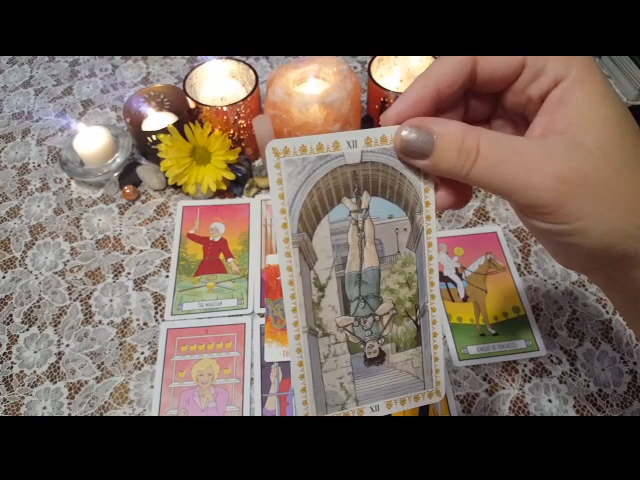 XII
THE MAGICIAN
KNIGHT OF PENTACLES
XII